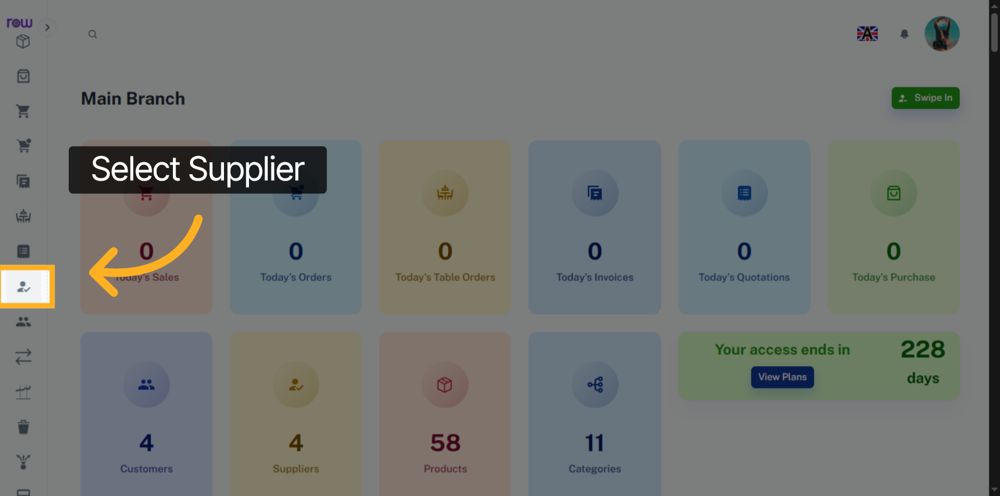 row
A
Main Branch
Swipe In
Select Supplier
0
Today's Sales
0
Today's Orders
0
Today's Table Orders
0
Today's Invoices
0
Today's Quotations
0
Today's Purchase
4
Customers
4
Suppliers
58
Products
11
Categories
Your access ends in
View Plans
228
days